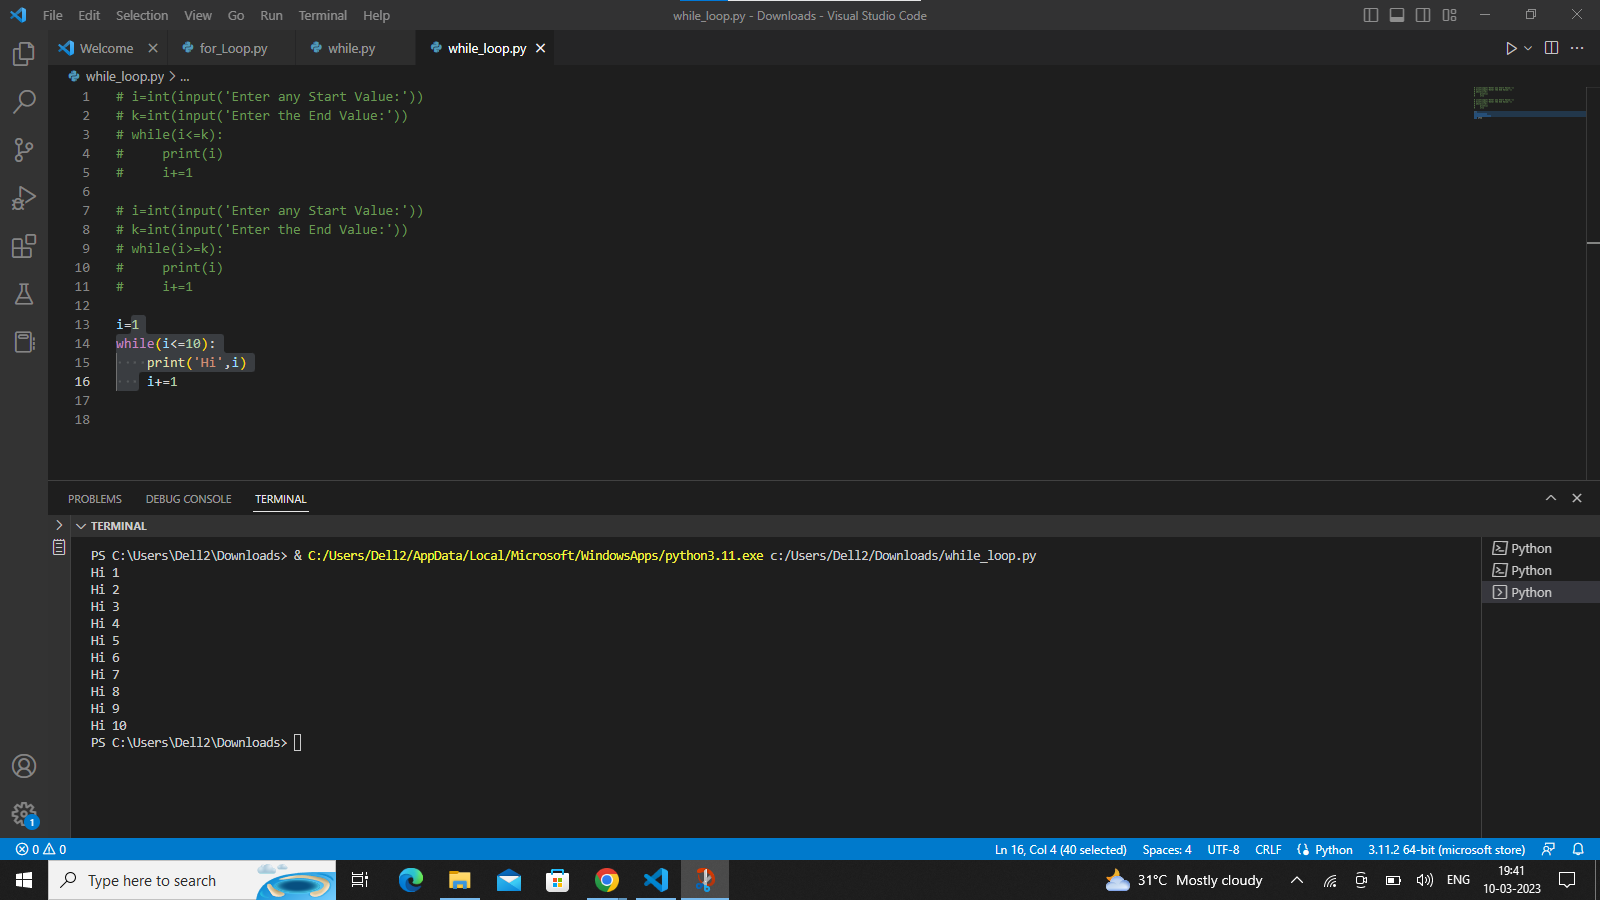 File Edit Selection View Go Run Terminal Help
while_loop.py - Downloads - Visual Studio Code
Welcome for_Loop.py while.py while_loop.py
while_loop.py > ...
1 # i=int(input('Enter any Start Value:'))
2 # k=int(input('Enter the End Value:'))
3 # while(i<=k):
4 #     print(i)
5 #     i+=1
6
7 # i=int(input('Enter any Start Value:'))
8 # k=int(input('Enter the End Value:'))
9 # while(i>=k):
10 #     print(i)
11 #     i+=1
12
13 i=1
14 while(i<=10):
15     print('Hi',i)
16     i+=1
17
18
PROBLEMS DEBUG CONSOLE TERMINAL
TERMINAL
PS C:\Users\Dell2\Downloads> & C:/Users/Dell2/AppData/Local/Microsoft/WindowsApps/python3.11.exe c:/Users/Dell2/Downloads/while_loop.py
Hi 1
Hi 2
Hi 3
Hi 4
Hi 5
Hi 6
Hi 7
Hi 8
Hi 9
Hi 10
PS C:\Users\Dell2\Downloads>
Python
Python
Python
1
0 0 Ln 16, Col 4 (40 selected) Spaces: 4 UTF-8 CRLF Python 3.11.2 64-bit (microsoft store)
Type here to search
31°C Mostly cloudy ENG
19:41
10-03-2023